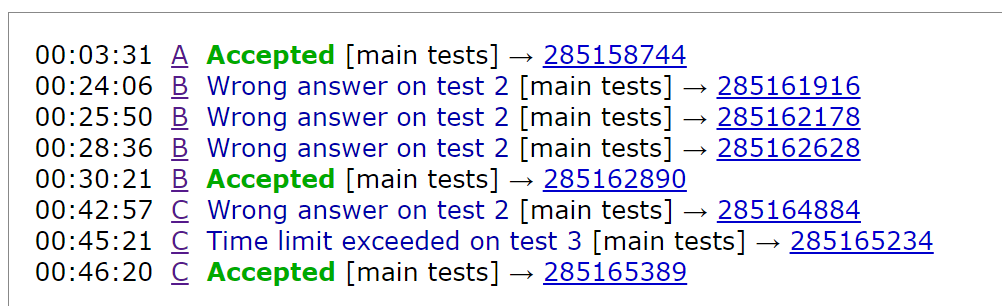 00:03:31 A Accepted [main tests] → 285158744
00:24:06 B Wrong answer on test 2 [main tests] → 285161916
00:25:50 B Wrong answer on test 2 [main tests] → 285162178
00:28:36 B Wrong answer on test 2 [main tests] → 285162628
00:30:21 B Accepted [main tests] → 285162890
00:42:57 C Wrong answer on test 2 [main tests] → 285164884
00:45:21 C Time limit exceeded on test 3 [main tests] → 285165234
00:46:20 C Accepted [main tests] → 285165389